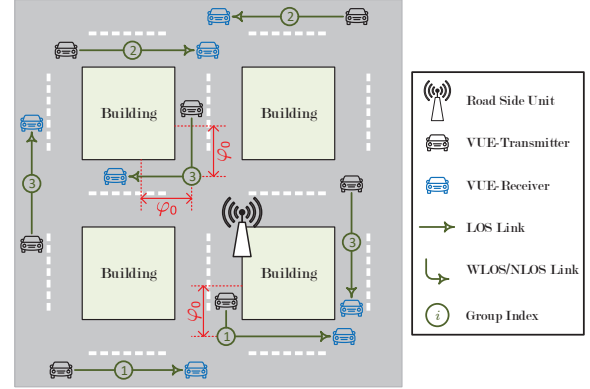 2
2
Building
Building
3
φ₀
3
φ₀
3
Building
Building
φ₀
1
1
Road Side Unit
VUE-Transmitter
VUE-Receiver
LOS Link
WLOS/NLOS Link
i Group Index